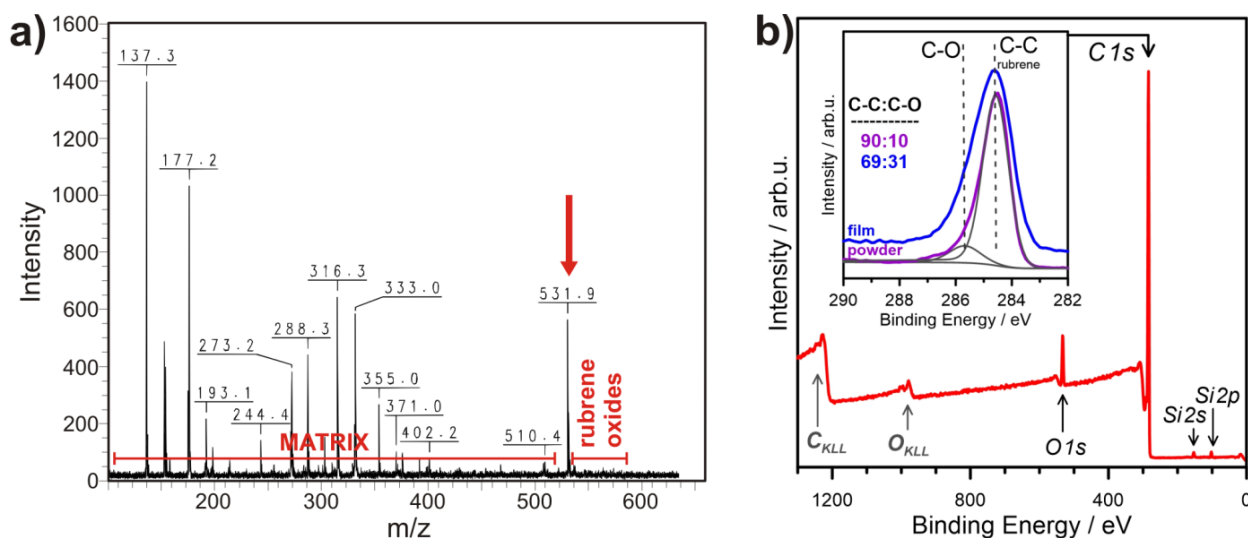 a)
1600
1400
1200
1000
800
600
400
200
0
Intensity
137.3
177.2
193.1
244.4
273.2
288.3
316.3
333.0
355.0
371.0
402.2
510.4
531.9
MATRIX
rubrene
oxides
200
300
400
500
600
m/z
b)
Intensity / arb.u.
C-O
C-C
rubrene
C1s
C-C:C-O
-----------
90:10
69:31
film
powder
Intensity / arb.u.
290
288
286
284
282
Binding Energy / eV
CKLL
OKLL
O1s
Si2s
Si2p
1200
800
400
0
Binding Energy / eV